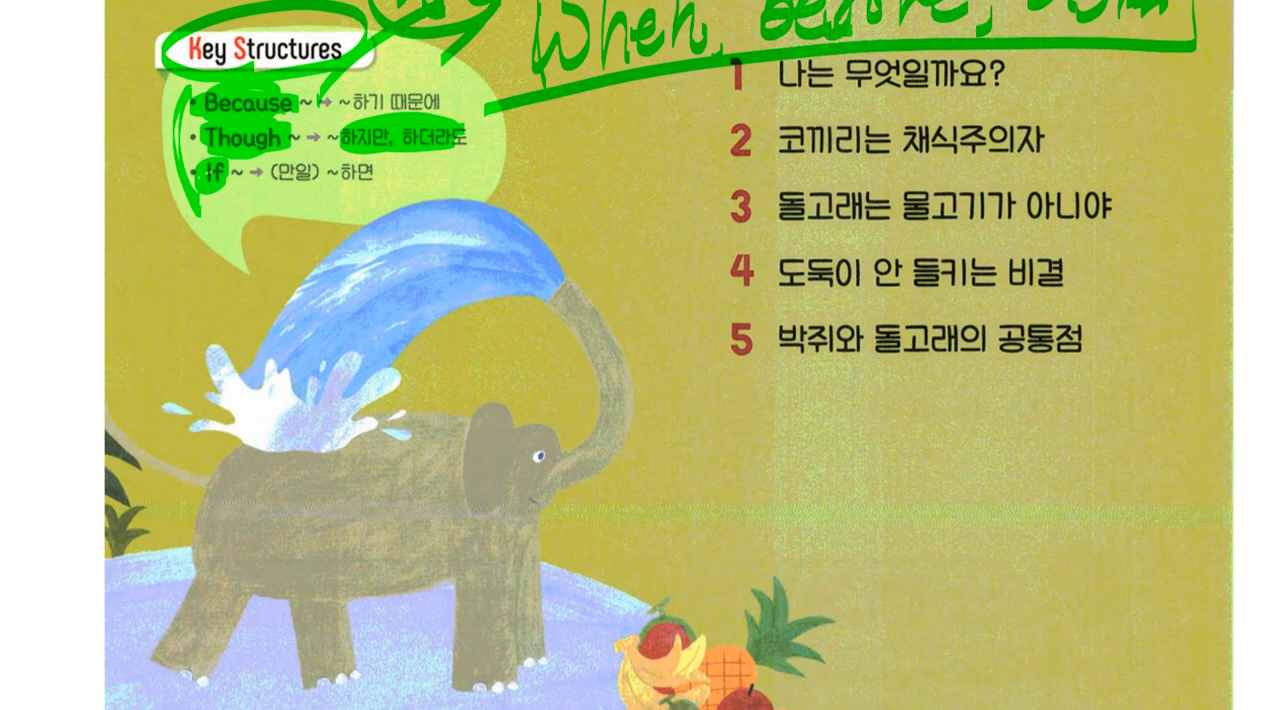 When, before,
Key Structures
• Because ~ → ~하기 때문에
• Though ~ → ~하지만, 하더라도
• If ~ → (만일) ~하면
1 나는 무엇일까요?
2 코끼리는 채식주의자
3 돌고래는 물고기가 아니야
4 도둑이 안 들키는 비결
5 박쥐와 돌고래의 공통점